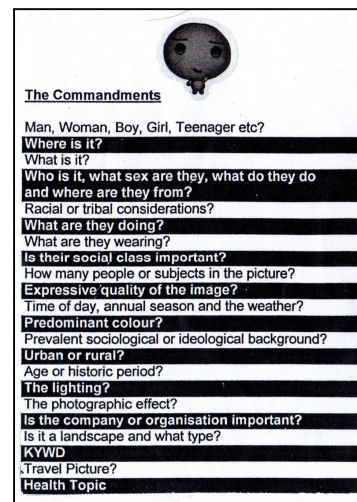 The Commandments
Man, Woman, Boy, Girl, Teenager etc?
Where is it?
What is it?
Who is it, what sex are they, what do they do
and where are they from?
Racial or tribal considerations?
What are they doing?
What are they wearing?
Is their social class important?
How many people or subjects in the picture?
Expressive quality of the image?
Time of day, annual season and the weather?
Predominant colour?
Prevalent sociological or ideological background?
Urban or rural?
Age or historic period?
The lighting?
The photographic effect?
Is the company or organisation important?
Is it a landscape and what type?
KYWD
Travel Picture?
Health Topic